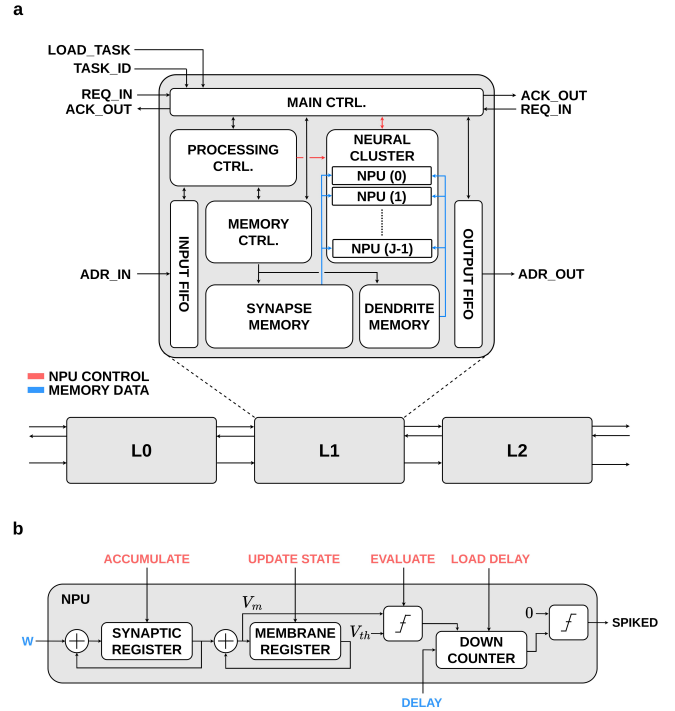 a
LOAD_TASK
TASK_ID
REQ_IN
ACK_OUT
MAIN CTRL.
ACK_OUT
REQ_IN
PROCESSING
CTRL.
NEURAL
CLUSTER
NPU (0)
NPU (1)
NPU (J-1)
MEMORY
CTRL.
INPUT FIFO
OUTPUT FIFO
ADR_IN
ADR_OUT
SYNAPSE
MEMORY
DENDRITE
MEMORY
NPU CONTROL
MEMORY DATA
L0
L1
L2
b
ACCUMULATE
UPDATE STATE
EVALUATE
LOAD DELAY
NPU
Vm
Vth
0
W
SYNAPTIC
REGISTER
MEMBRANE
REGISTER
DOWN
COUNTER
SPIKED
DELAY